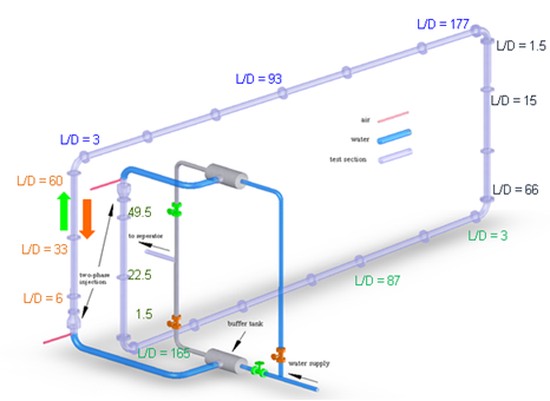 L/D = 177
L/D = 1.5
L/D = 93
L/D = 15
air
water
L/D = 3
test section
L/D = 60
L/D = 66
49.5
L/D = 3
to seperator
L/D = 33
two-phase
injection
22.5
L/D = 87
L/D = 6
1.5
buffer tank
L/D = 165
water supply